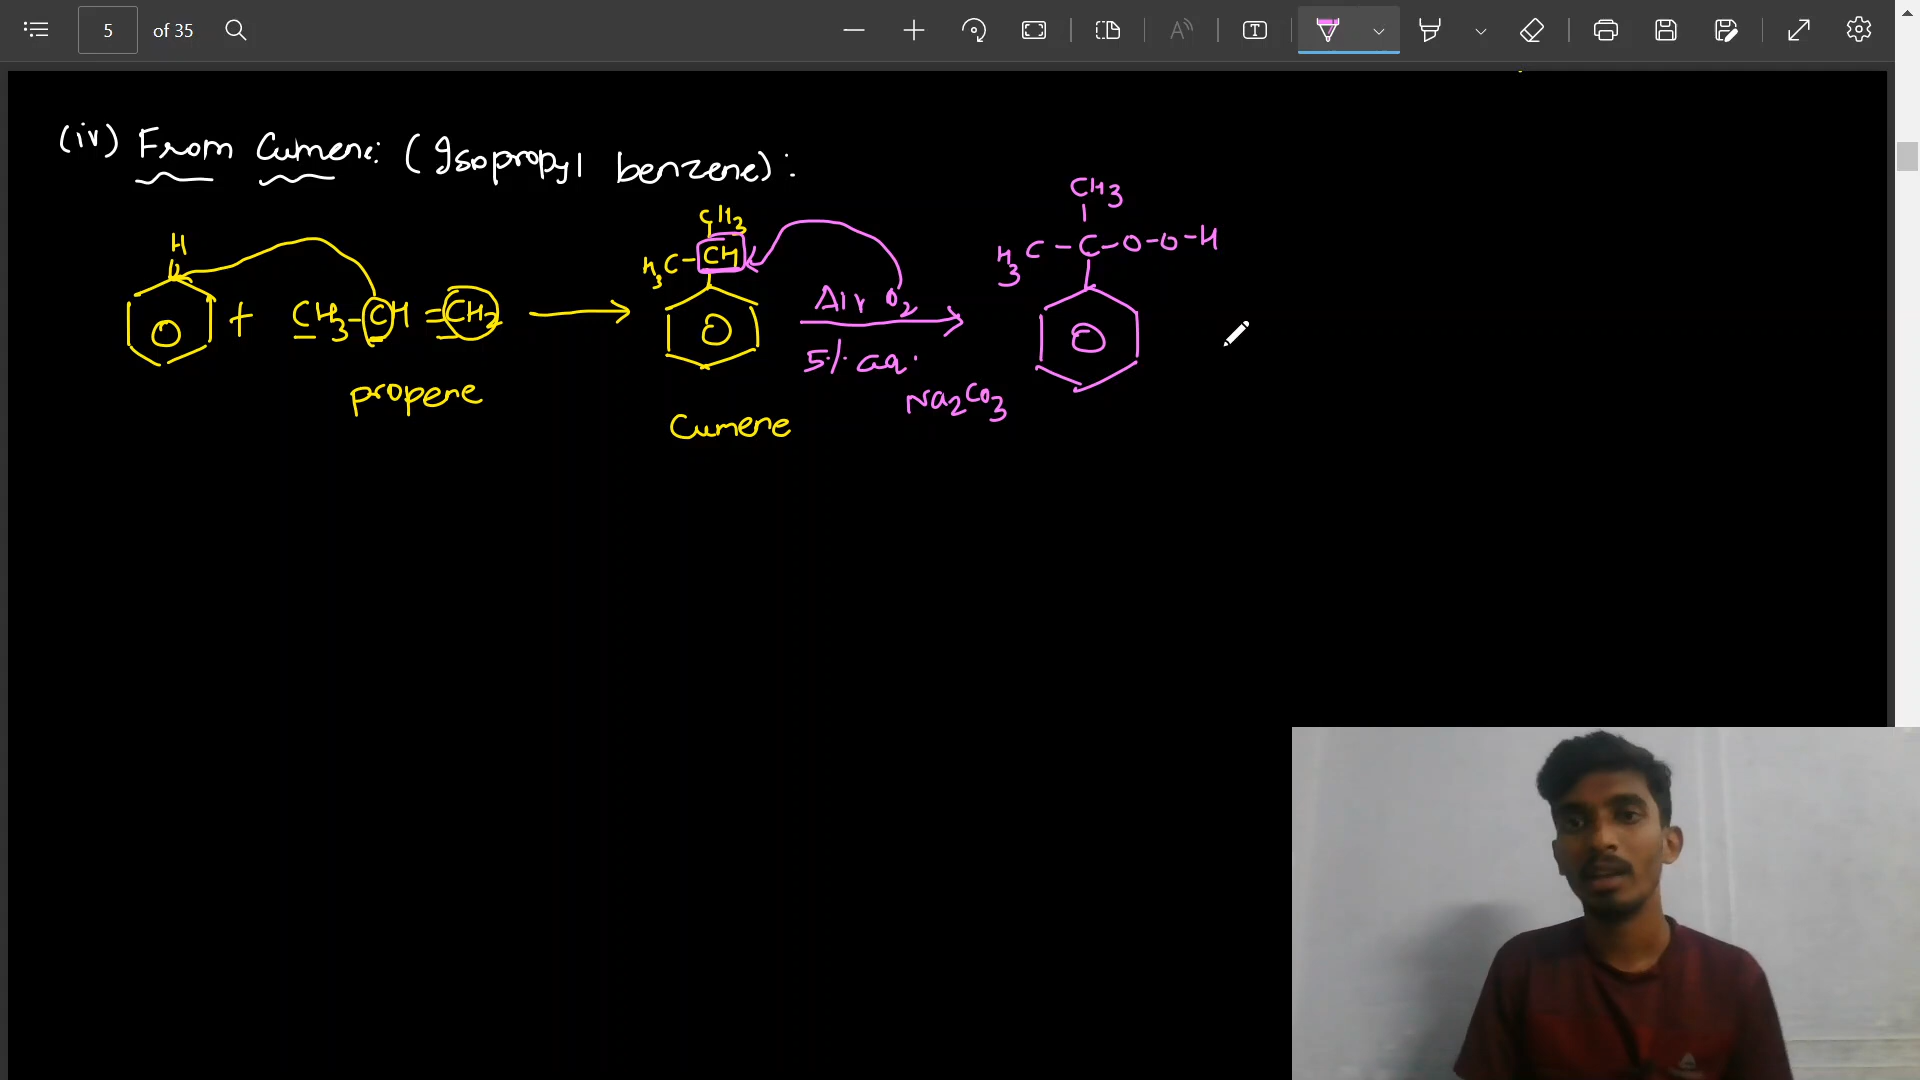 5 of 35
(iv) From Cumene: (Isopropyl benzene):
CH3
H3C-C-O-O-H
CH3
H3C-CH
H
+ CH3-CH=CH2
Air O2
5% aq.
Na2CO3
propene
Cumene